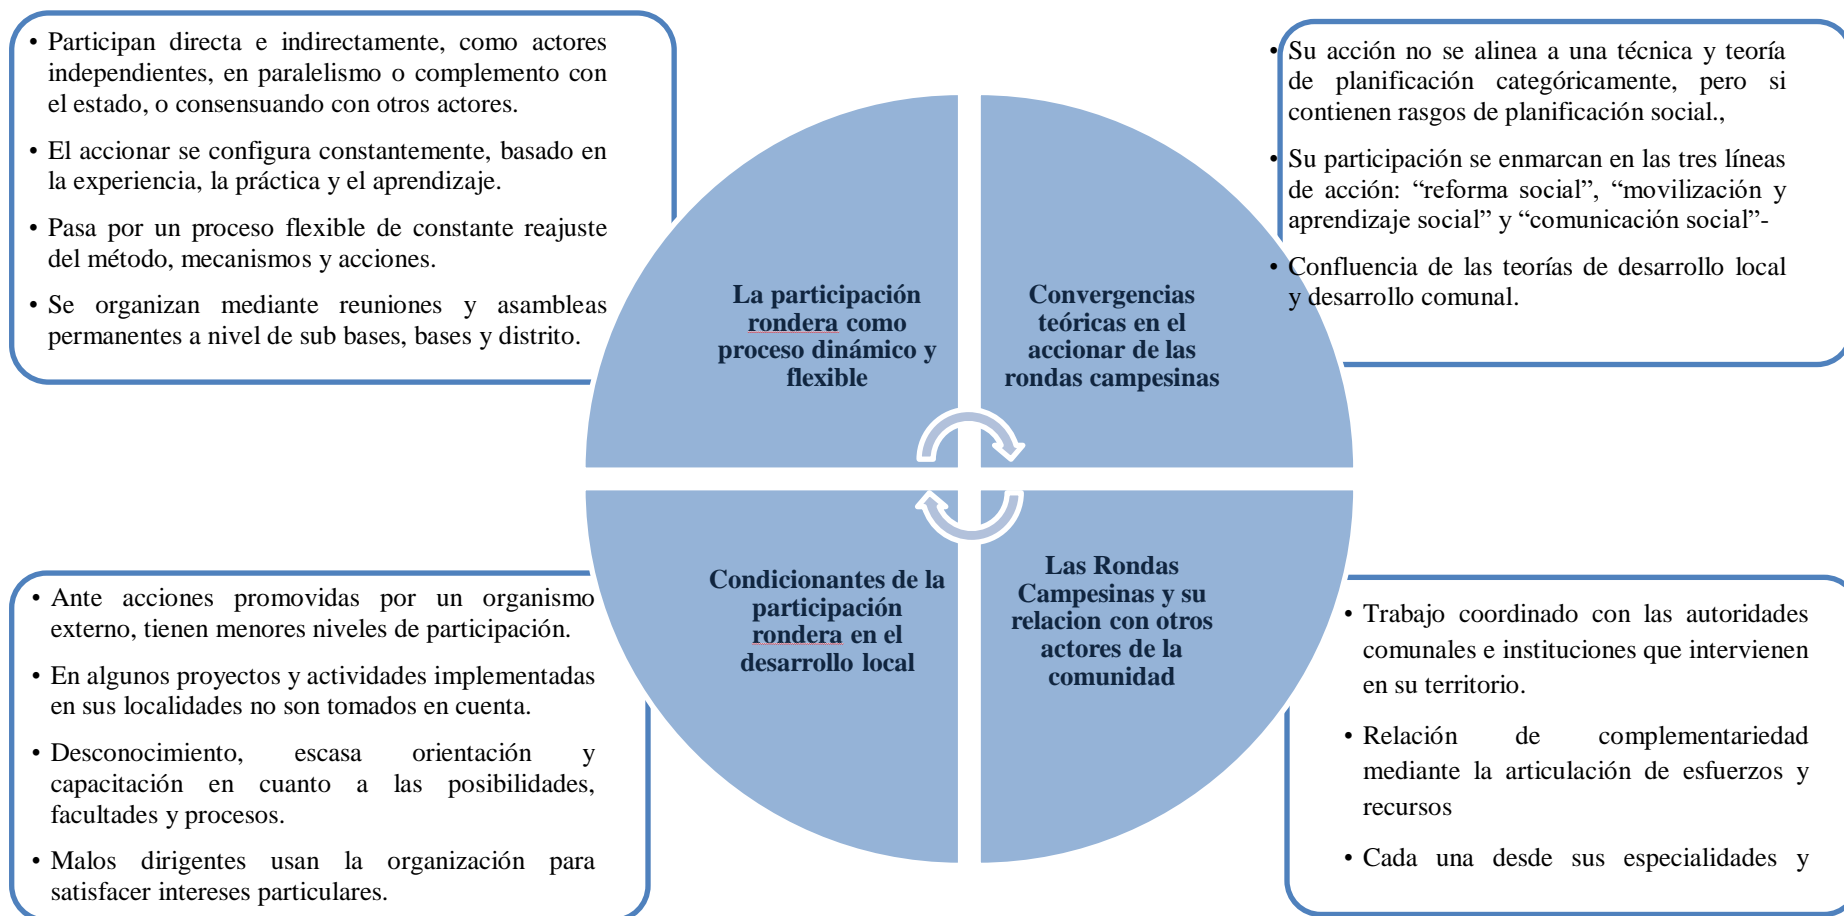 • Participan directa e indirectamente, como actores
independientes, en paralelismo o complemento con
el estado, o consensuando con otros actores.
• El accionar se configura constantemente, basado en
la experiencia, la práctica y el aprendizaje.
• Pasa por un proceso flexible de constante reajuste
del método, mecanismos y acciones.
• Se organizan mediante reuniones y asambleas
permanentes a nivel de sub bases, bases y distrito.
• Su acción no se alinea a una técnica y teoría
de planificación categóricamente, pero si
contienen rasgos de planificación social.,
• Su participación se enmarcan en las tres líneas
de acción: “reforma social”, “movilización y
aprendizaje social” y “comunicación social”-
• Confluencia de las teorías de desarrollo local
y desarrollo comunal.
La participación
rondera como
proceso dinámico y
flexible
Convergencias
teóricas en el
accionar de las
rondas campesinas
Condicionantes de la
participación
rondera en el
desarrollo local
Las Rondas
Campesinas y su
relacion con otros
actores de la
comunidad
• Ante acciones promovidas por un organismo
externo, tienen menores niveles de participación.
• En algunos proyectos y actividades implementadas
en sus localidades no son tomados en cuenta.
• Desconocimiento, escasa orientación y
capacitación en cuanto a las posibilidades,
facultades y procesos.
• Malos dirigentes usan la organización para
satisfacer intereses particulares.
• Trabajo coordinado con las autoridades
comunales e instituciones que intervienen
en su territorio.
• Relación de complementariedad
mediante la articulación de esfuerzos y
recursos
• Cada una desde sus especialidades y